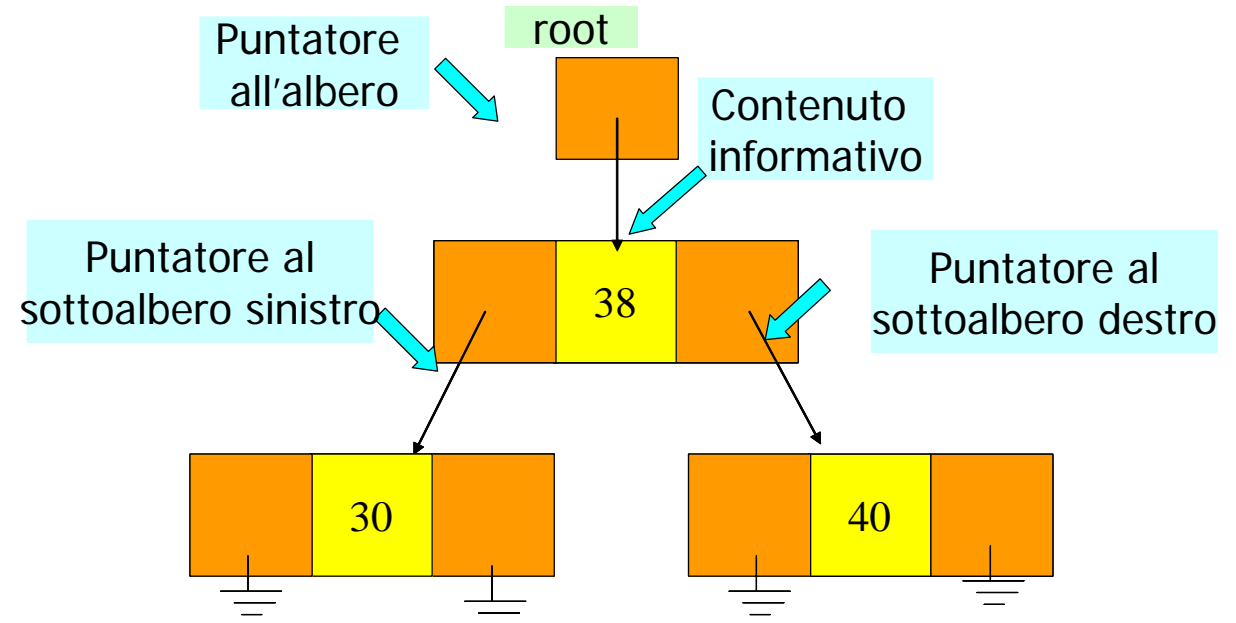 root
Puntatore
all'albero
Contenuto
informativo
Puntatore al
sottoalbero sinistro
38
Puntatore al
sottoalbero destro
30
40